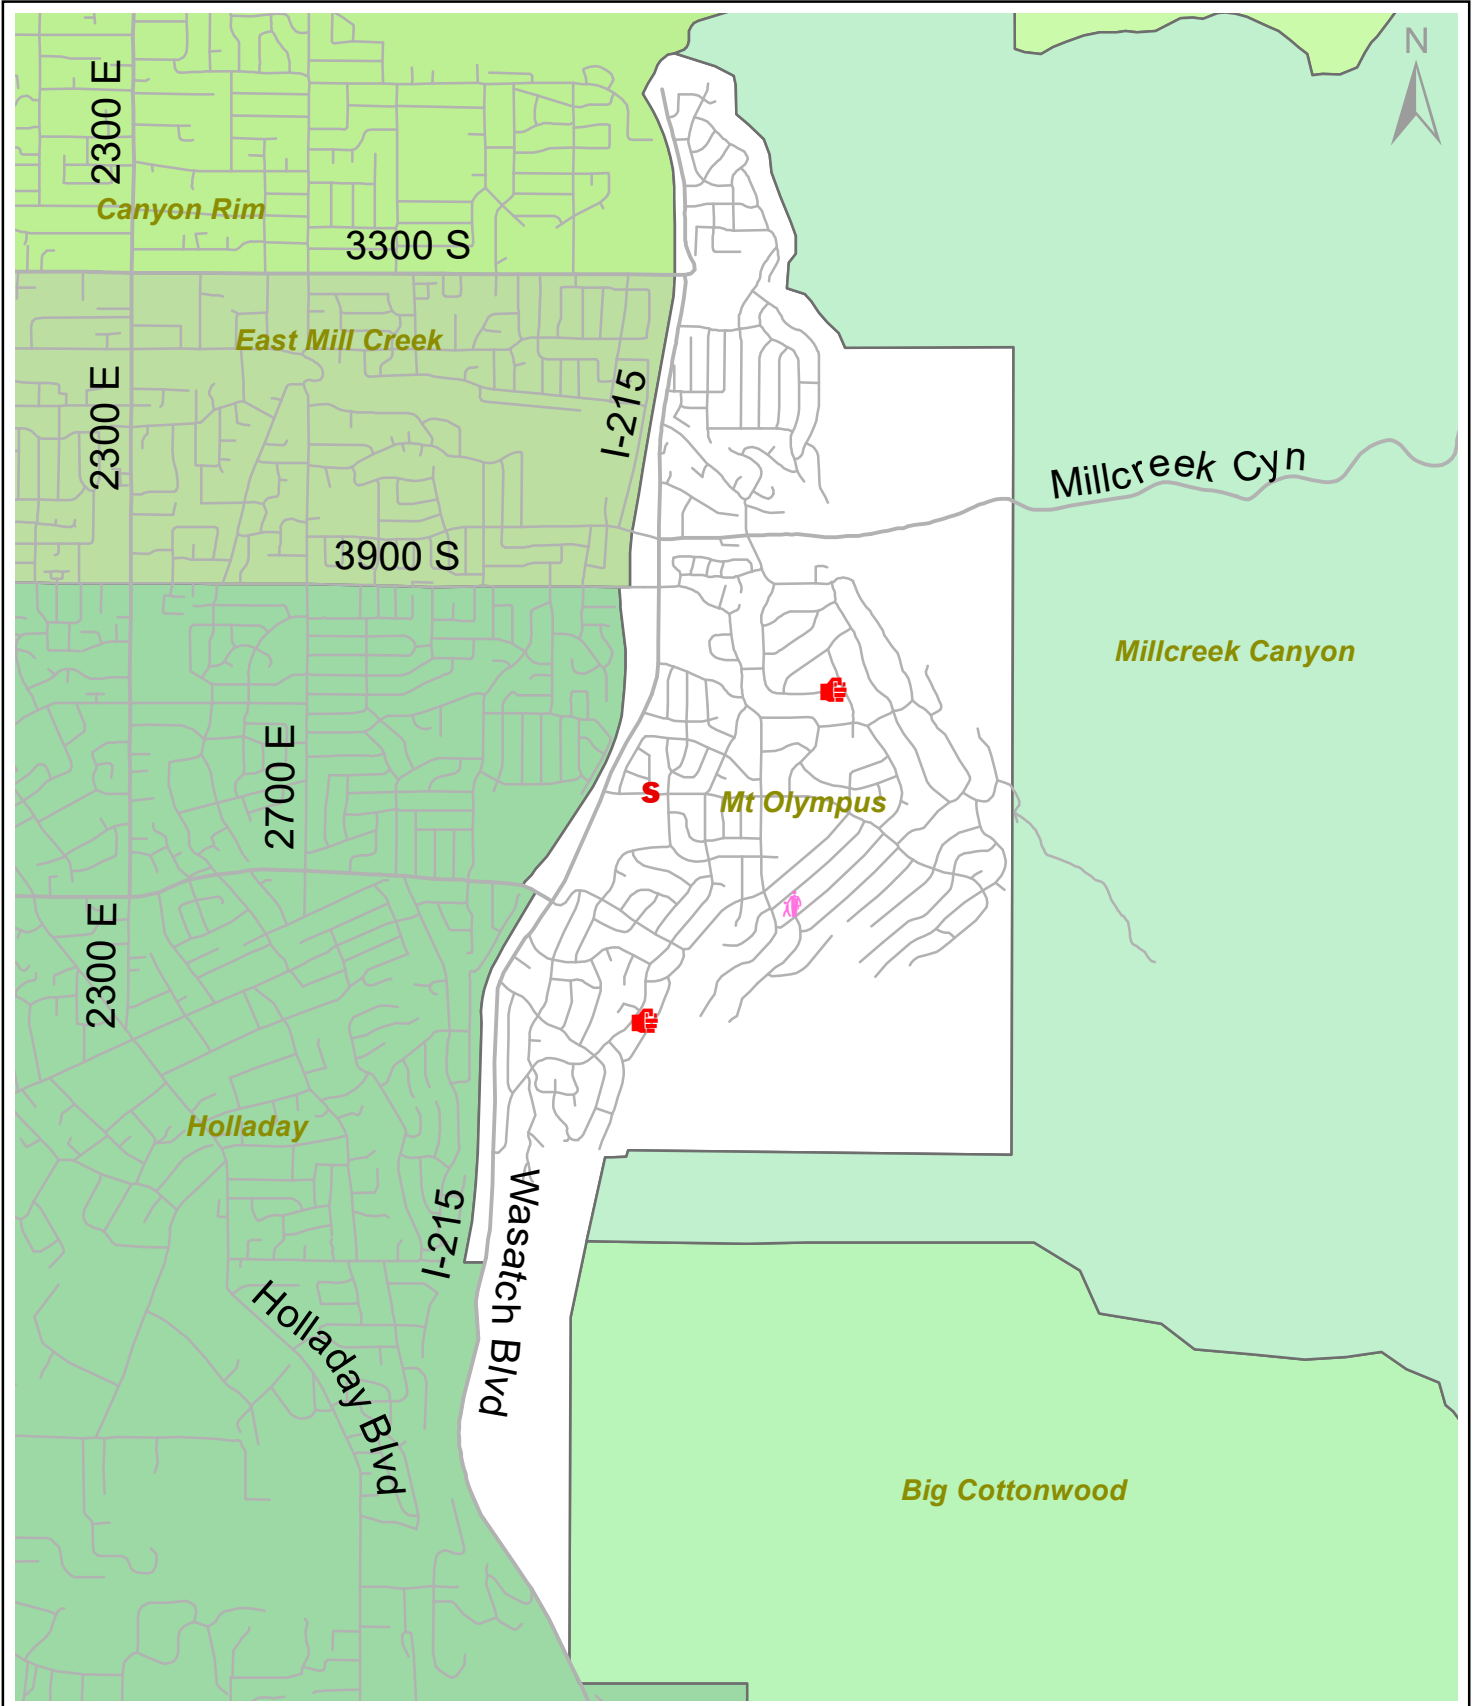 N
2300 E
Canyon Rim
3300 S
East Mill Creek
2300 E
I-215
Millcreek Cyn
3900 S
Millcreek Canyon
2700 E
S
Mt Olympus
2300 E
Holladay
I-215
Wasatch Blvd
Holladay Blvd
Big Cottonwood